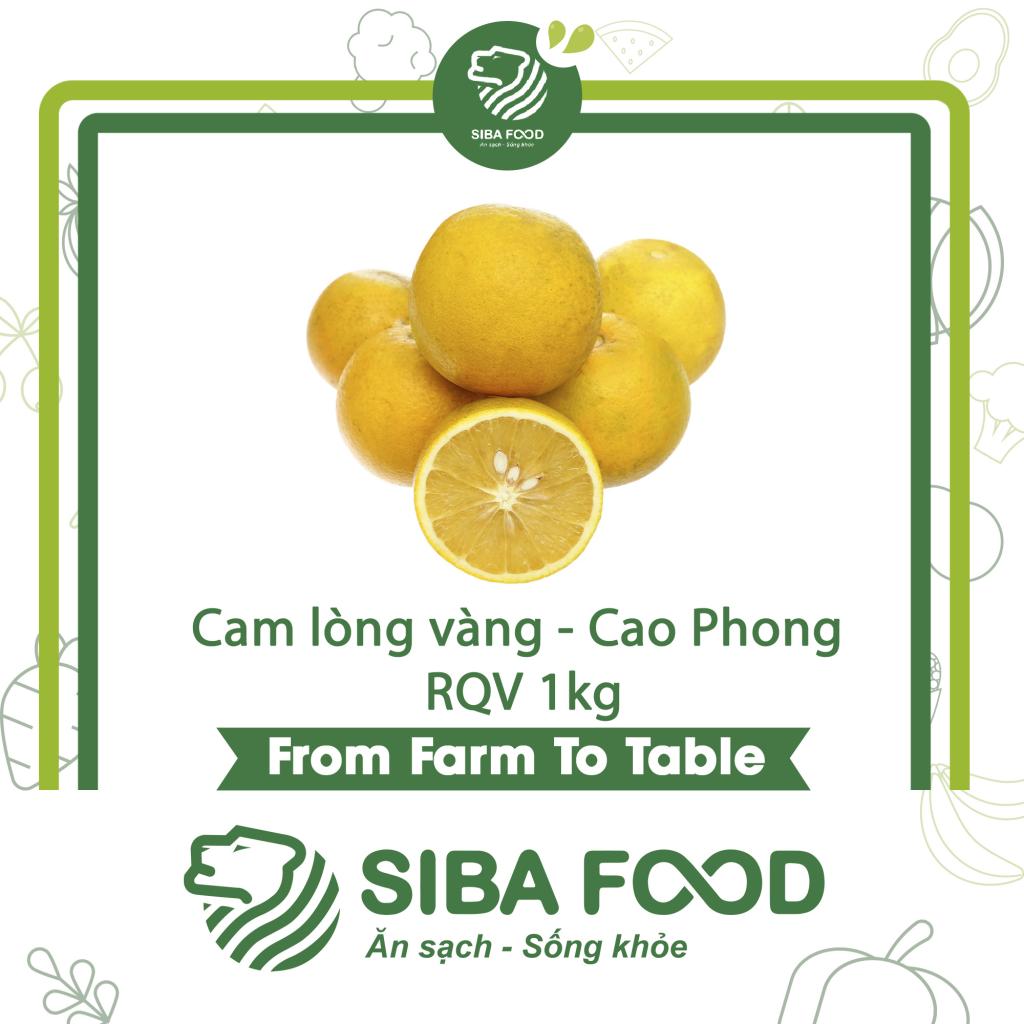 SIBA FOOD
Ăn sạch - Sống khỏe
Cam lòng vàng - Cao Phong
RQV 1kg
From Farm To Table
SIBA FOOD
Ăn sạch - Sống khỏe